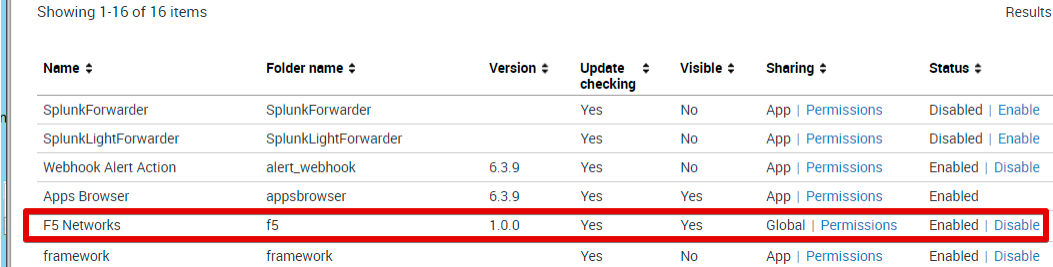 Showing 1-16 of 16 items Results
Name Folder name Version Update checking Visible Sharing Status
SplunkForwarder SplunkForwarder Yes No App | Permissions Disabled | Enable
SplunkLightForwarder SplunkLightForwarder Yes No App | Permissions Disabled | Enable
Webhook Alert Action alert_webhook 6.3.9 Yes No App | Permissions Enabled | Disable
Apps Browser appsbrowser 6.3.9 Yes Yes App | Permissions Enabled
F5 Networks f5 1.0.0 Yes Yes Global | Permissions Enabled | Disable
framework framework Yes No App | Permissions Enabled | Disable